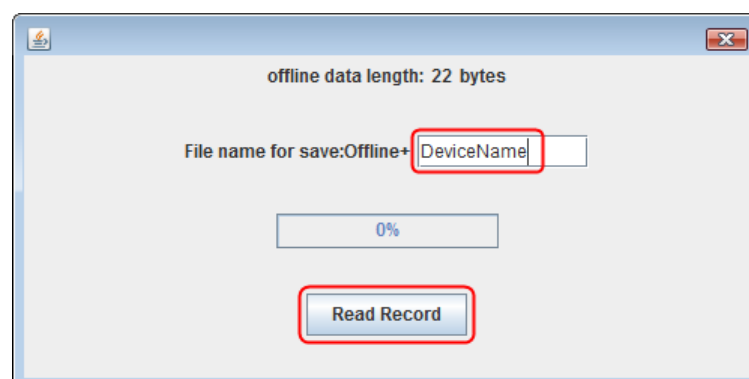 offline data length: 22 bytes
File name for save:Offline+ DeviceName
0%
Read Record